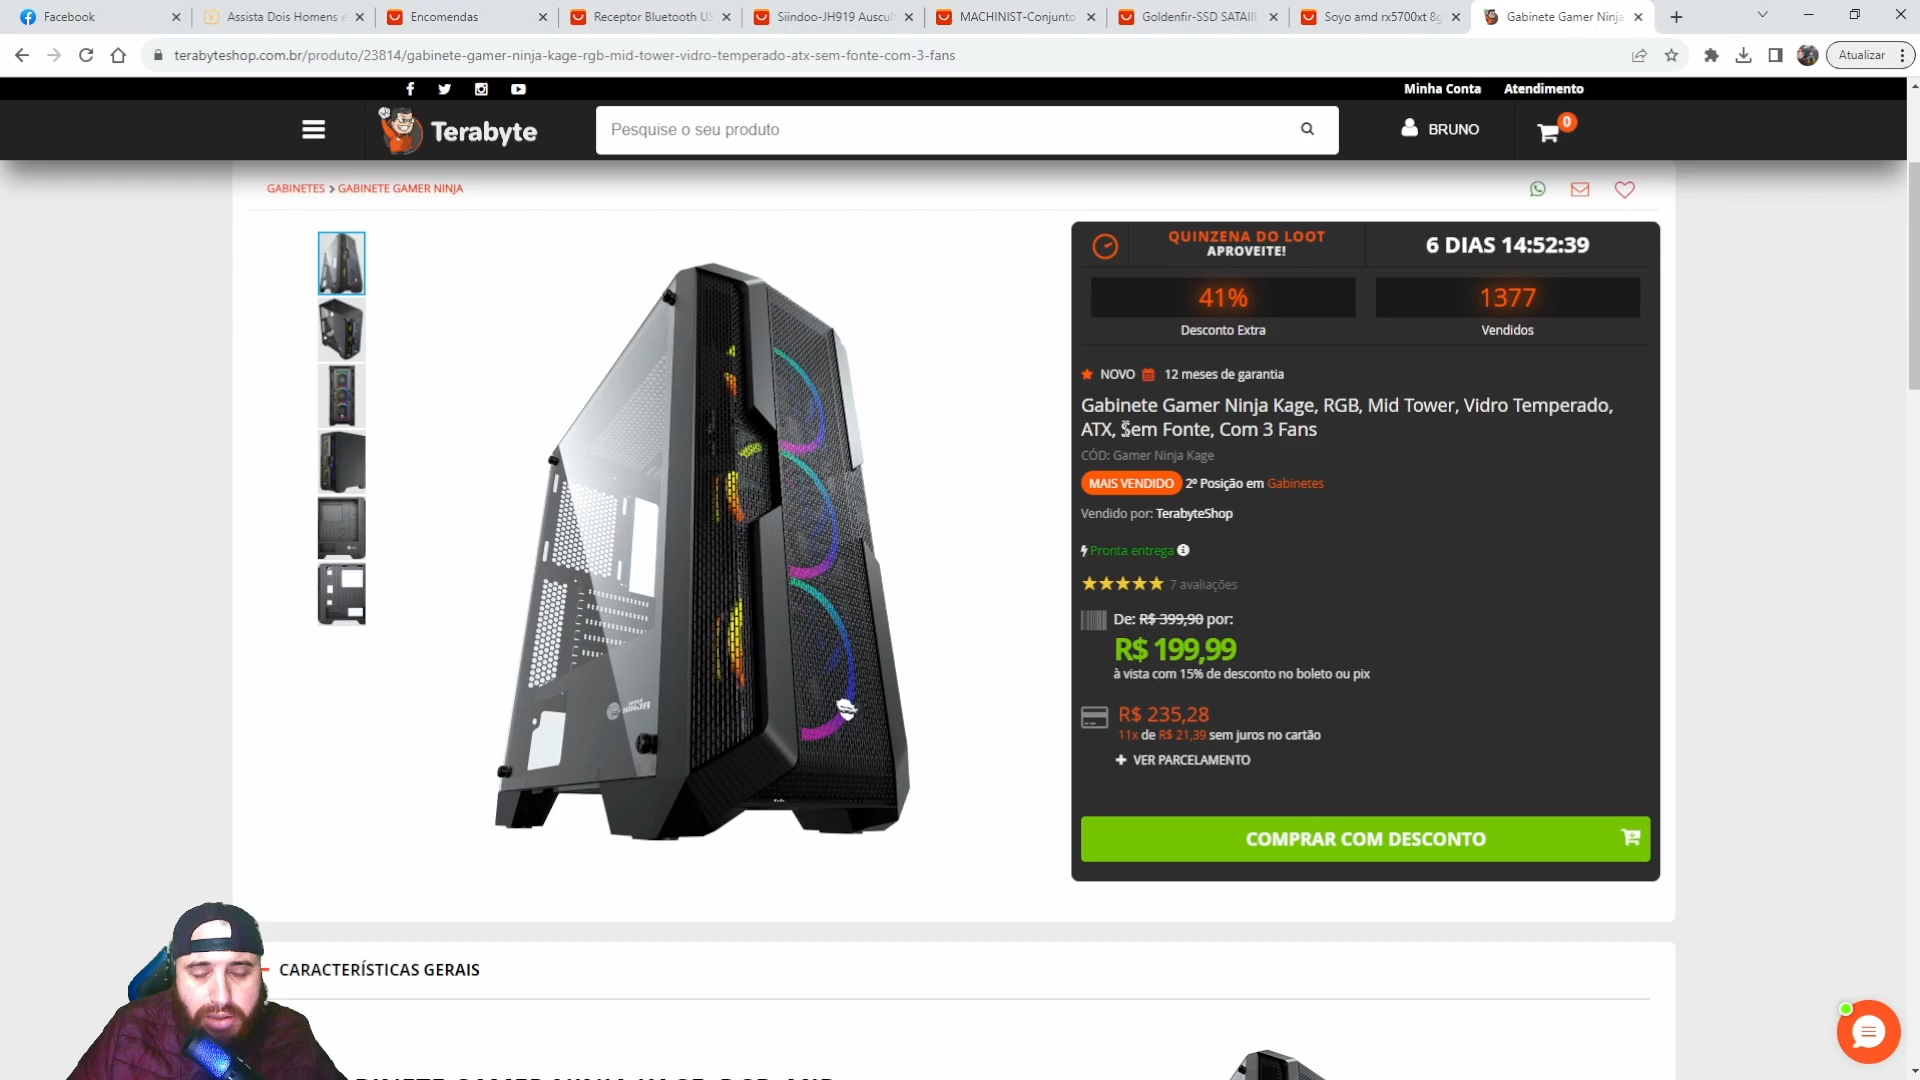 Facebook
Assista Dois Homens e
Encomendas
Receptor Bluetooth US
Siindoo-JH919 Auscul
MACHINIST-Conjunto
Goldenfir-SSD SATAIII
Soyo amd rx5700xt 8g
Gabinete Gamer Ninja
terabyteshop.com.br/produto/23814/gabinete-gamer-ninja-kage-rgb-mid-tower-vidro-temperado-atx-sem-fonte-com-3-fans
Atualizar
Minha Conta
Atendimento
Terabyte
Pesquise o seu produto
BRUNO
0
GABINETES > GABINETE GAMER NINJA
QUINZENA DO LOOT
APROVEITE!
6 DIAS 14:52:39
41%
Desconto Extra
1377
Vendidos
NOVO
12 meses de garantia
Gabinete Gamer Ninja Kage, RGB, Mid Tower, Vidro Temperado,
ATX, Sem Fonte, Com 3 Fans
CÓD: Gamer Ninja Kage
MAIS VENDIDO 2º Posição em Gabinetes
Vendido por: TerabyteShop
Pronta entrega
7 avaliações
De: R$ 399,90 por:
R$ 199,99
à vista com 15% de desconto no boleto ou pix
R$ 235,28
11x de R$ 21,39 sem juros no cartão
+ VER PARCELAMENTO
COMPRAR COM DESCONTO
CARACTERÍSTICAS GERAIS